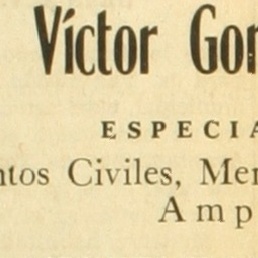 Víctor Gon
ESPECIA
ntos Civiles, Mer
Amp